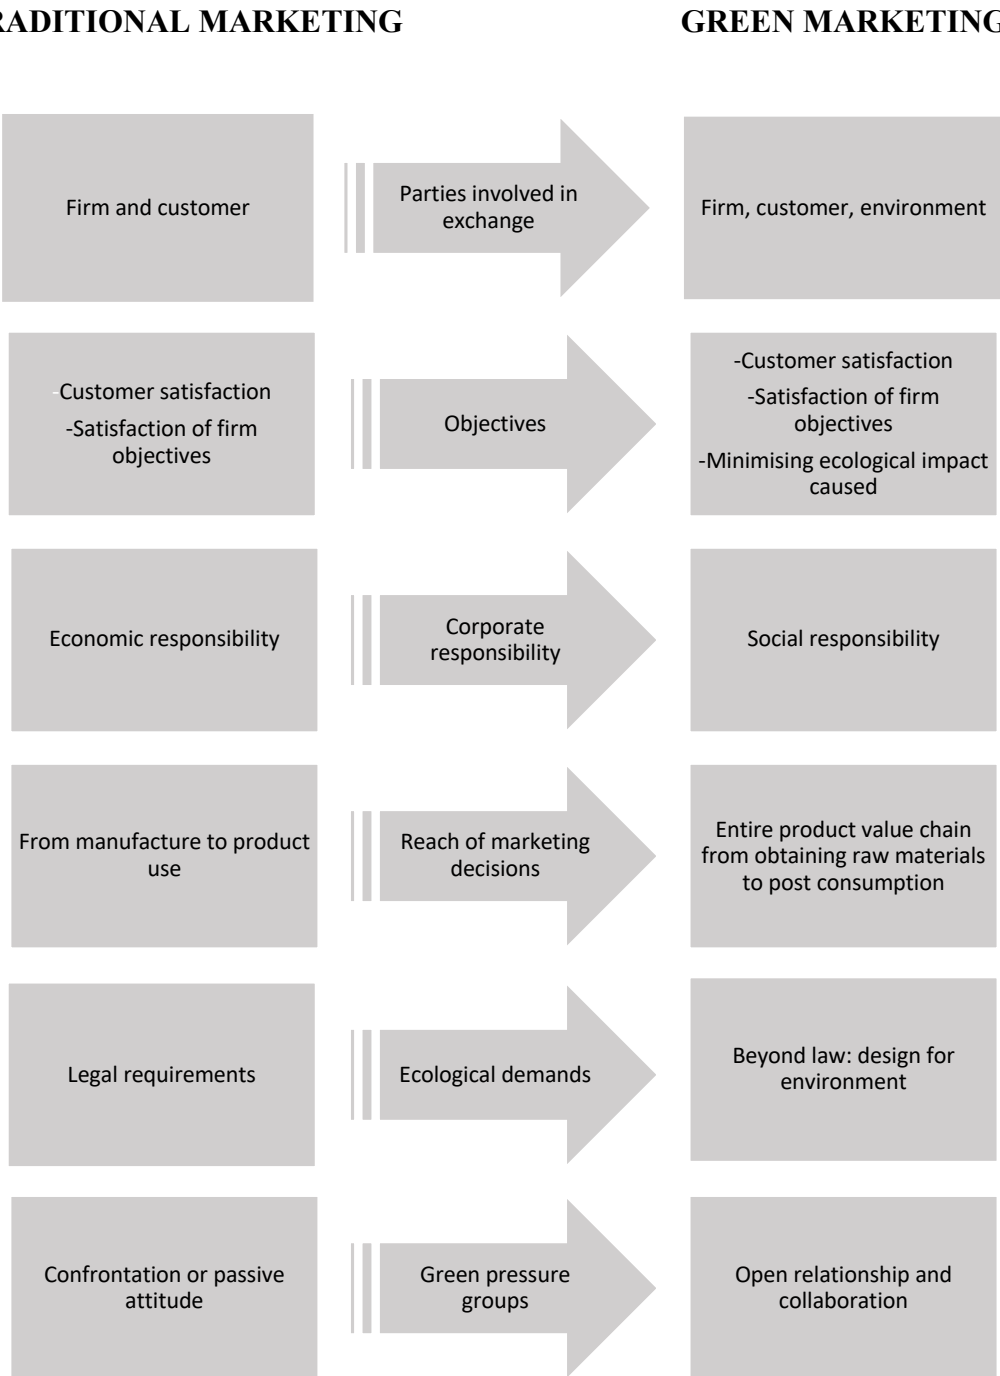 RADITIONAL MARKETING
GREEN MARKETING
Firm and customer
Parties involved in
exchange
Firm, customer, environment
-Customer satisfaction
-Satisfaction of firm
objectives
Objectives
-Customer satisfaction
-Satisfaction of firm
objectives
-Minimising ecological impact
caused
Economic responsibility
Corporate
responsibility
Social responsibility
From manufacture to product
use
Reach of marketing
decisions
Entire product value chain
from obtaining raw materials
to post consumption
Legal requirements
Ecological demands
Beyond law: design for
environment
Confrontation or passive
attitude
Green pressure
groups
Open relationship and
collaboration